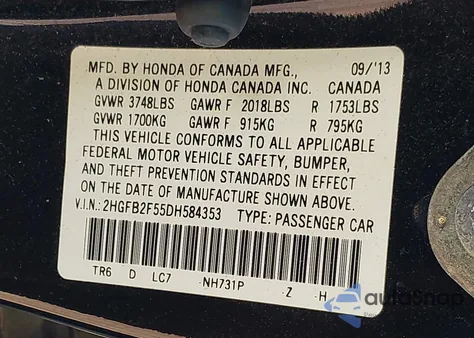 MFD. BY HONDA OF CANADA MFG., 09/'13
A DIVISION OF HONDA CANADA INC. CANADA
GVWR 3748LBS GAWR F 2018LBS R 1753LBS
GVWR 1700KG GAWR F 915KG R 795KG
THIS VEHICLE CONFORMS TO ALL APPLICABLE
FEDERAL MOTOR VEHICLE SAFETY, BUMPER,
AND THEFT PREVENTION STANDARDS IN EFFECT
ON THE DATE OF MANUFACTURE SHOWN ABOVE.
V.I.N.: 2HGFB2F55DH584353 TYPE: PASSENGER CAR
TR6 D LC7 NH731P Z H
autoSnap